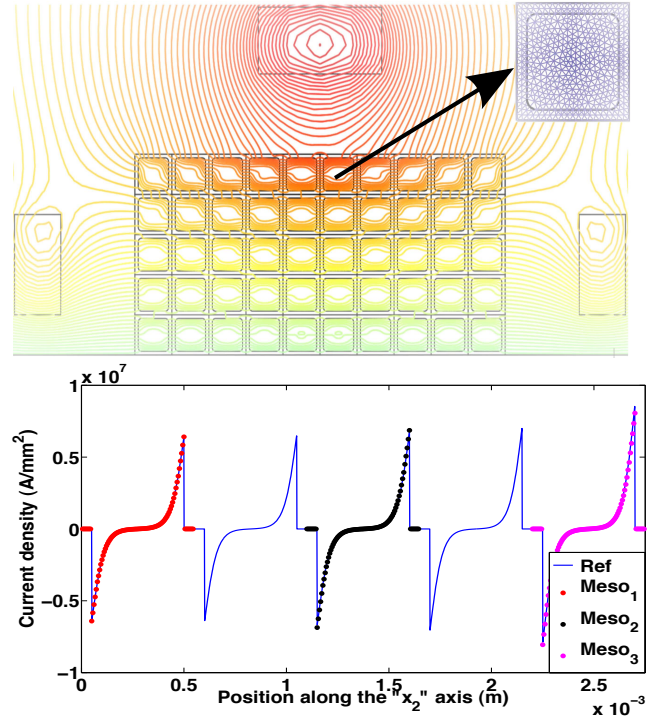 x 10^7
1
0.5
0
−0.5
−1
Current density (A/mm^2)
Ref
Meso_1
Meso_2
Meso_3
0 0.5 1 1.5 2 2.5
Position along the "x_2" axis (m)
x 10^-3